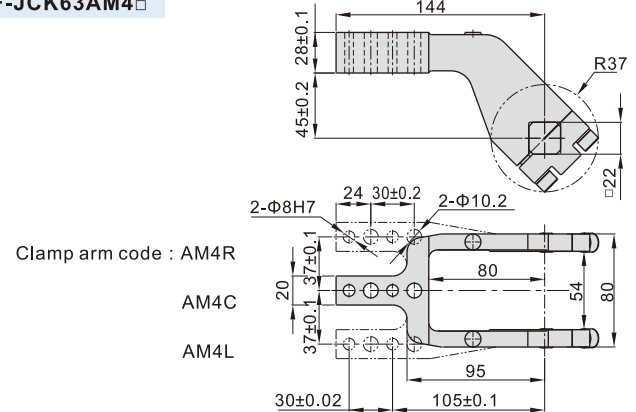 -JCK63AM4□
144
28±0.1
45±0.2
R37
□22
24
30±0.2
2-Φ10.2
2-Φ8H7
Clamp arm code : AM4R
AM4C
AM4L
37±0.1
20
37±0.1
80
54
80
95
30±0.02
105±0.1